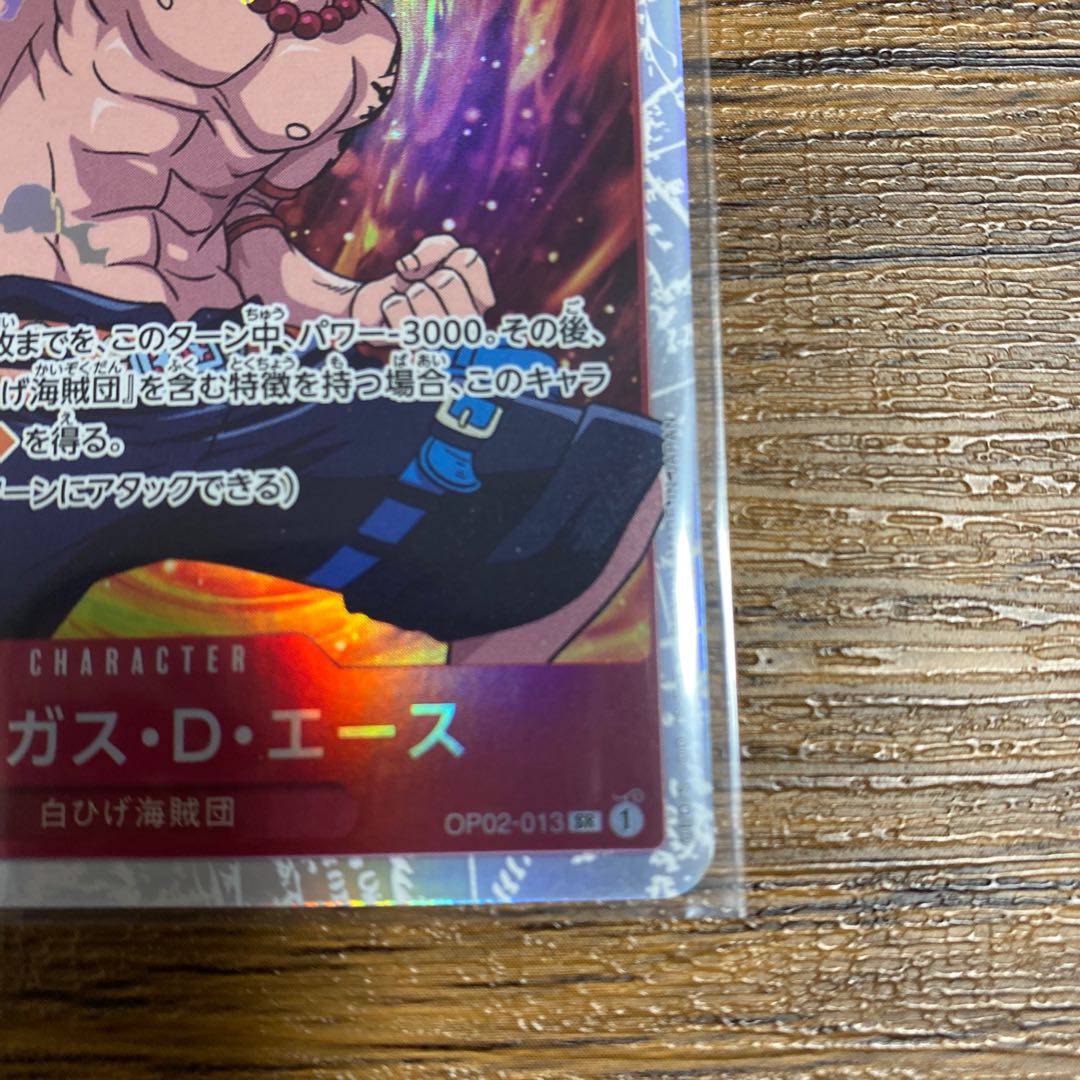 枚までを、このターン中、パワー-3000。その後、
ひげ海賊団』を含む特徴を持つ場合、このキャラ
を得る。
ターンにアタックできる)
CHARACTER
ガス・D・エース
白ひげ海賊団
OP02-013 SR 1